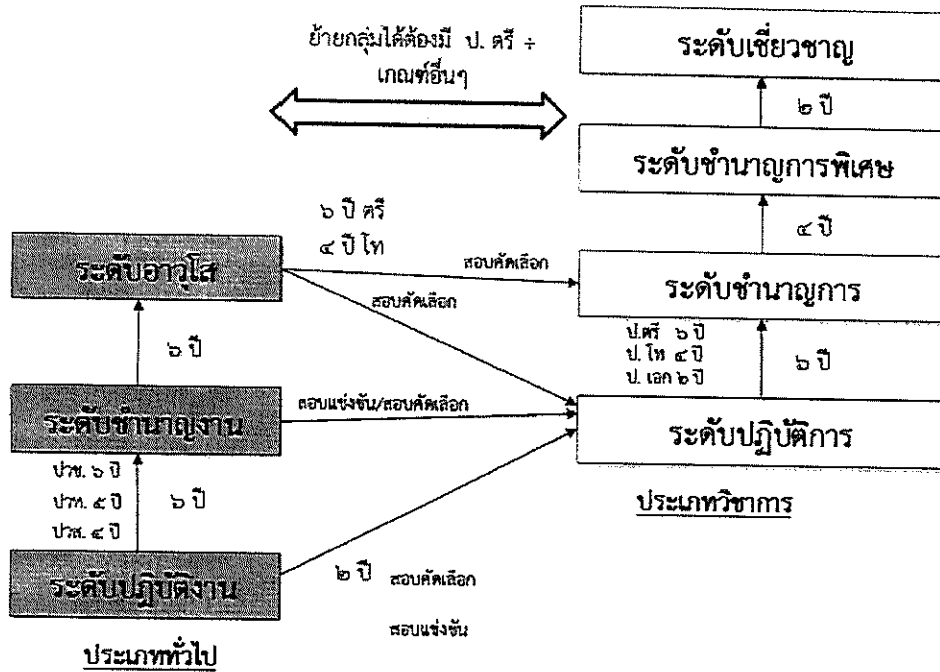 ย้ายกลุ่มได้ต้องมี ป. ตรี +
เกณฑ์อื่นๆ
ระดับเชี่ยวชาญ
๒ ปี
ระดับชำนาญการพิเศษ
๔ ปี
๖ ปี ตรี
๔ ปี โท
ระดับอาวุโส
สอบคัดเลือก
สอบคัดเลือก
ระดับชำนาญการ
๖ ปี
ป.ตรี ๖ ปี
ป. โท ๔ ปี
ป. เอก ๒ ปี
๖ ปี
ระดับชำนาญงาน
สอบแข่งขัน/สอบคัดเลือก
ระดับปฏิบัติการ
ปวช. ๖ ปี
ปวท. ๕ ปี
ปวส. ๔ ปี
๖ ปี
ประเภทวิชาการ
ระดับปฏิบัติงาน
๒ ปี สอบคัดเลือก
สอบแข่งขัน
ประเภททั่วไป